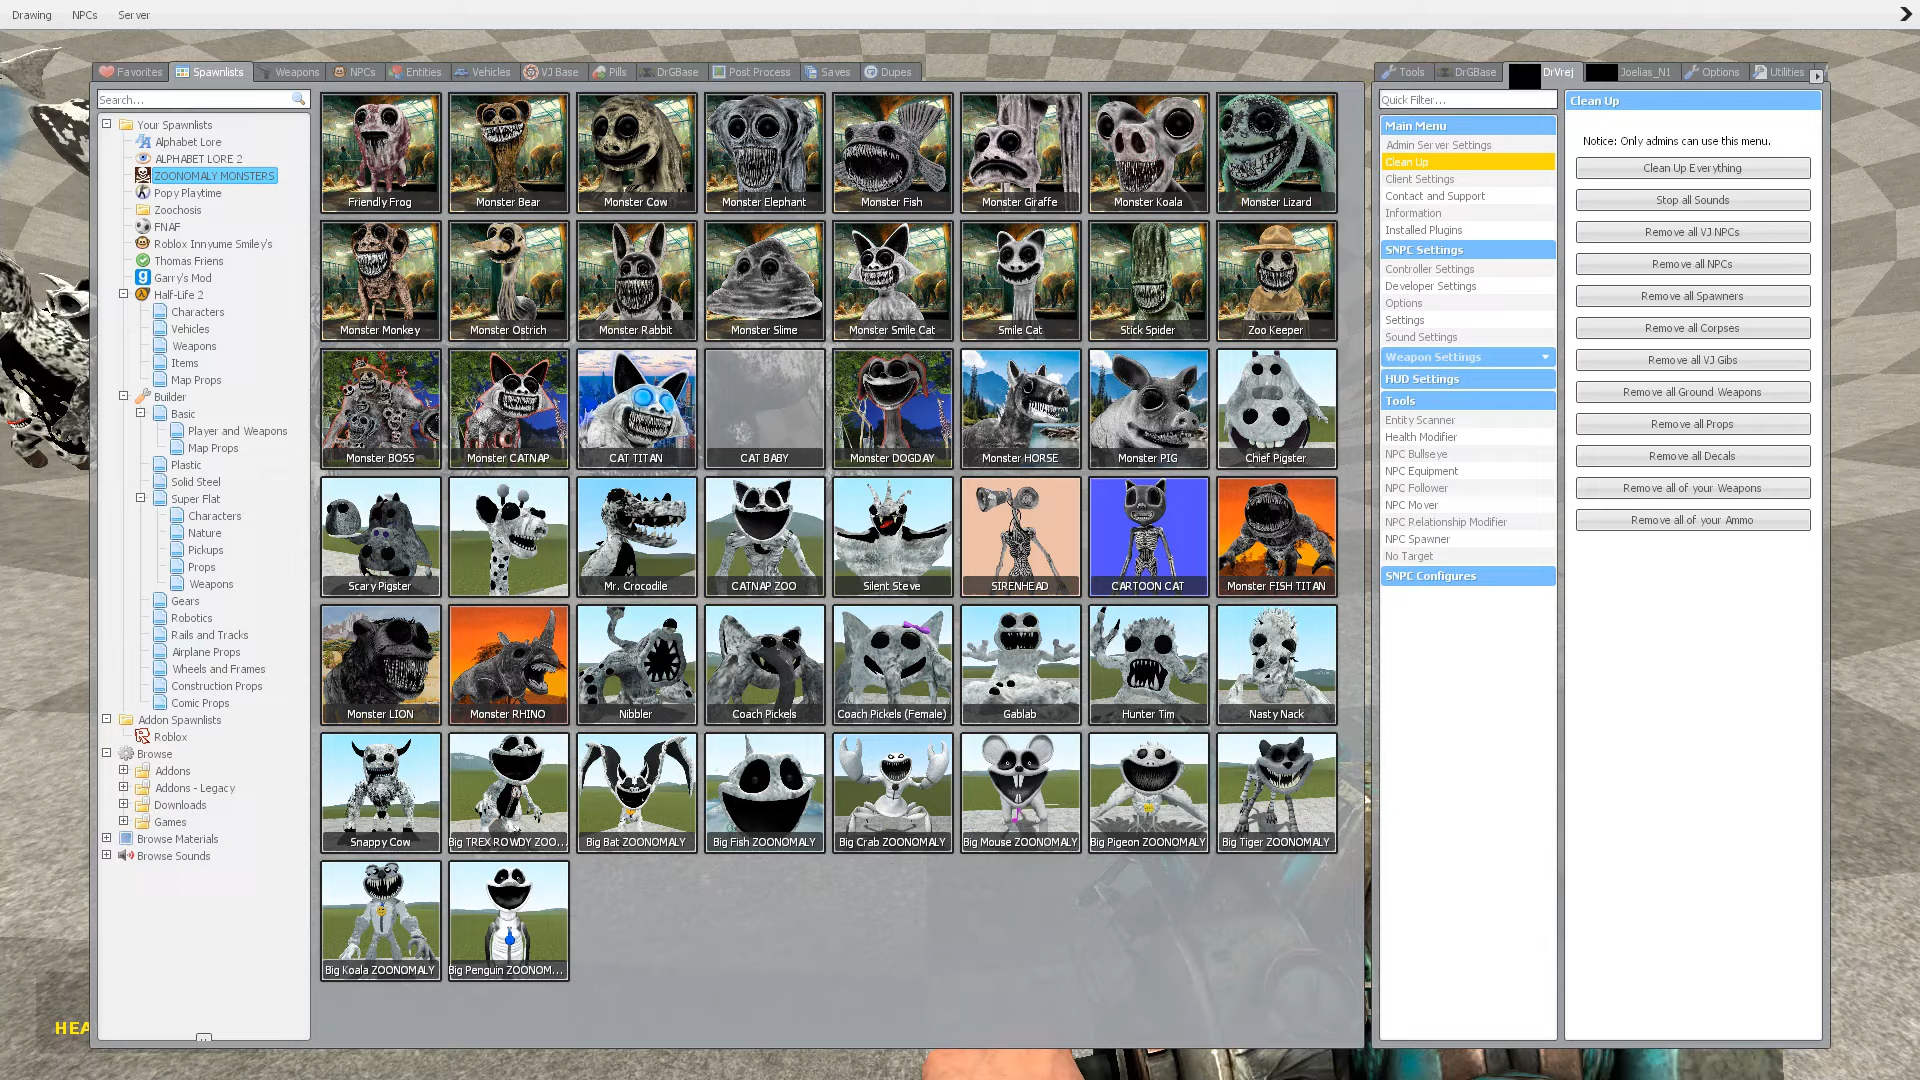 Drawing NPCs Server
Favorites Spawnlists Weapons NPCs Entities Vehicles VJ Base Pills DrGBase Post Process Saves Dupes
Search...
Your Spawnlists
Alphabet Lore
ALPHABET LORE 2
ZOONOMALY MONSTERS
Popy Playtime
Zoochosis
FNAF
Roblox Innyume Smiley's
Thomas Friens
Garry's Mod
Half-Life 2
Characters
Vehicles
Weapons
Items
Map Props
Builder
Basic
Player and Weapons
Map Props
Plastic
Solid Steel
Super Flat
Characters
Nature
Pickups
Props
Weapons
Gears
Robotics
Rails and Tracks
Airplane Props
Wheels and Frames
Construction Props
Comic Props
Addon Spawnlists
Roblox
Browse
Addons
Addons - Legacy
Downloads
Games
Browse Materials
Browse Sounds
HEA
Friendly Frog Monster Bear Monster Cow Monster Elephant Monster Fish Monster Giraffe Monster Koala Monster Lizard
Monster Monkey Monster Ostrich Monster Rabbit Monster Slime Monster Smile Cat Smile Cat Stick Spider Zoo Keeper
Monster BOSS Monster CATNAP CAT TITAN CAT BABY Monster DOGDAY Monster HORSE Monster PIG Chief Pigster
Scary Pigster Mr. Crocodile CATNAP ZOO Silent Steve SIRENHEAD CARTOON CAT Monster FISH TITAN
Monster LION Monster RHINO Nibbler Coach Pickels Coach Pickels (Female) Gablab Hunter Tim Nasty Nack
Snappy Cow Big TREX ROWDY ZOO... Big Bat ZOONOMALY Big Fish ZOONOMALY Big Crab ZOONOMALY Big Mouse ZOONOMALY Big Pigeon ZOONOMALY Big Tiger ZOONOMALY
Big Koala ZOONOMALY Big Penguin ZOONOM...
Tools DrGBase DrVrej Joelias_N1 Options Utilities
Quick Filter...
Main Menu
Admin Server Settings
Clean Up
Client Settings
Contact and Support
Information
Installed Plugins
SNPC Settings
Controller Settings
Developer Settings
Options
Settings
Sound Settings
Weapon Settings
HUD Settings
Tools
Entity Scanner
Health Modifier
NPC Bullseye
NPC Equipment
NPC Follower
NPC Mover
NPC Relationship Modifier
NPC Spawner
No Target
SNPC Configures
Clean Up
Notice: Only admins can use this menu.
Clean Up Everything
Stop all Sounds
Remove all VJ NPCs
Remove all NPCs
Remove all Spawners
Remove all Corpses
Remove all VJ Gibs
Remove all Ground Weapons
Remove all Props
Remove all Decals
Remove all of your Weapons
Remove all of your Ammo